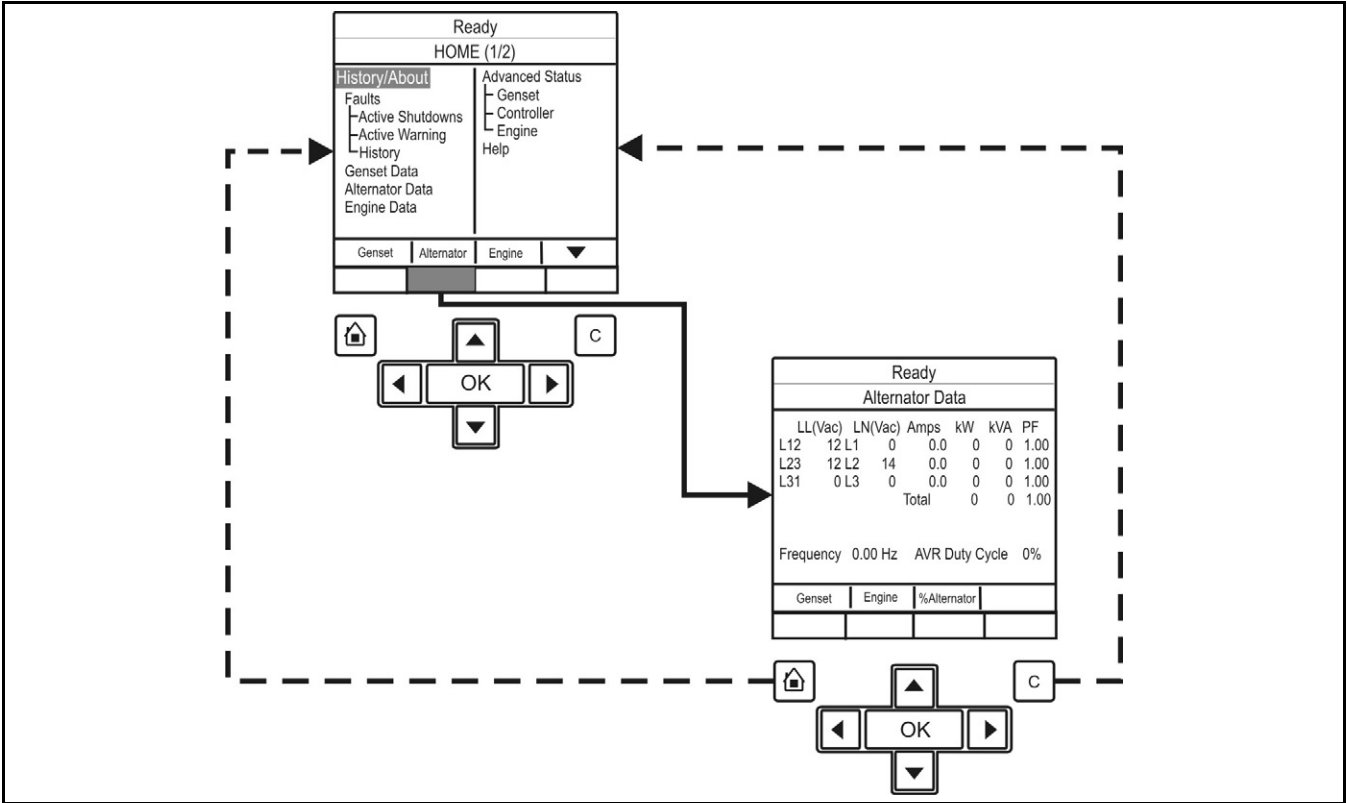 Ready
HOME (1/2)
History/About
Faults
Active Shutdowns
Active Warning
History
Genset Data
Alternator Data
Engine Data
Advanced Status
Genset
Controller
Engine
Help
Genset Alternator Engine
C
OK
Ready
Alternator Data
LL(Vac) LN(Vac) Amps kW kVA PF
L12 12 L1 0 0.0 0 0 1.00
L23 12 L2 14 0.0 0 0 1.00
L31 0 L3 0 0.0 0 0 1.00
Total 0 0 1.00
Frequency 0.00 Hz AVR Duty Cycle 0%
Genset Engine %Alternator
C
OK